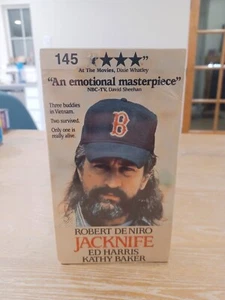 145
★★★★
At The Movies, Dixie Whatley
"An emotional masterpiece"
NBC-TV, David Sheehan
Three buddies
in Vietnam.
Two survived.
Only one is
really alive.
B
ROBERT DE NIRO
JACKNIFE
ED HARRIS
KATHY BAKER